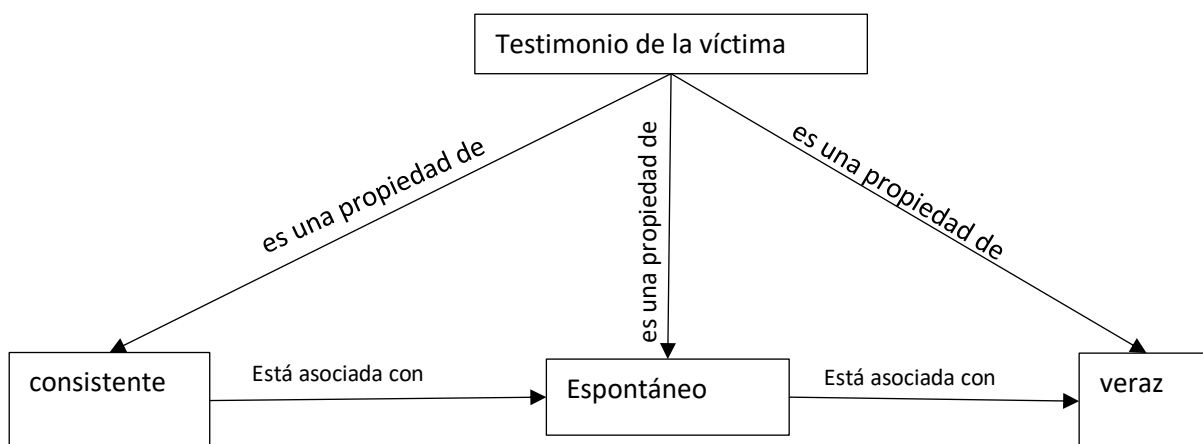 Testimonio de la víctima
es una propiedad de
es una propiedad de
es una propiedad de
consistente
Está asociada con
Espontáneo
Está asociada con
veraz